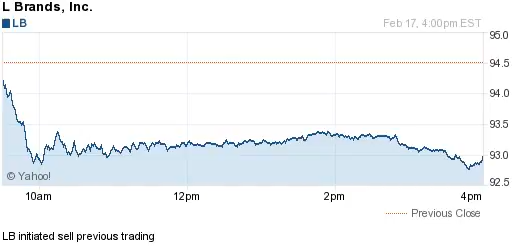 L Brands, Inc.
LB Feb 17, 4:00pm EST
95.0
94.5
94.0
93.5
93.0
92.5
© Yahoo!
10am 12pm 2pm 4pm
Previous Close
LB initiated sell previous trading